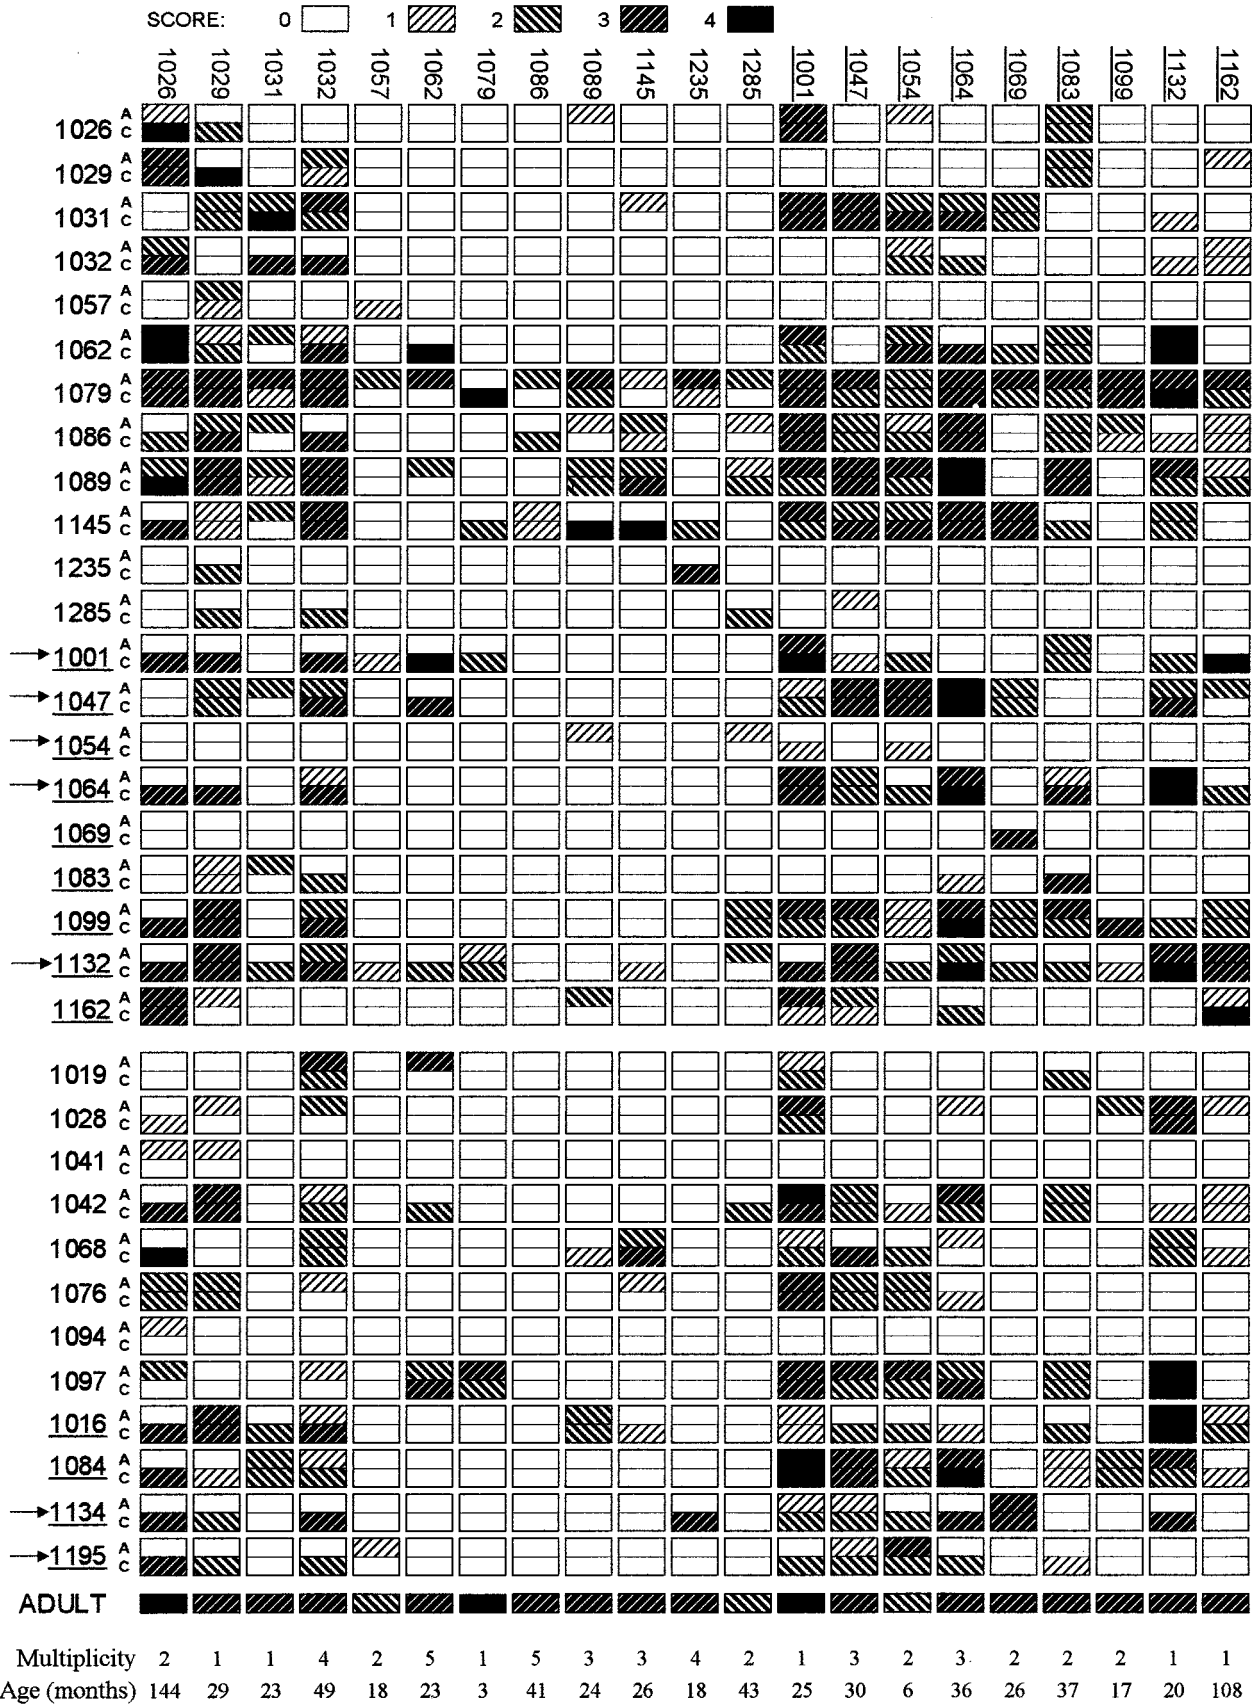 SCORE: 0 1 2 3 4
1026 1029 1031 1032 1057 1062 1079 1086 1089 1145 1235 1285 1001 1047 1054 1064 1069 1083 1099 1132 1162
1026 A C
1029 A C
1031 A C
1032 A C
1057 A C
1062 A C
1079 A C
1086 A C
1089 A C
1145 A C
1235 A C
1285 A C
→ 1001 A C
→ 1047 A C
→ 1054 A C
→ 1064 A C
1069 A C
1083 A C
1099 A C
→ 1132 A C
1162 A C
1019 A C
1028 A C
1041 A C
1042 A C
1068 A C
1076 A C
1094 A C
1097 A C
1016 A C
1084 A C
→ 1134 A C
→ 1195 A C
ADULT
Multiplicity 2 1 1 4 2 5 1 5 3 3 4 2 1 3 2 3 2 2 2 1 1
Age (months) 144 29 23 49 18 23 3 41 24 26 18 43 25 30 6 36 26 37 17 20 108